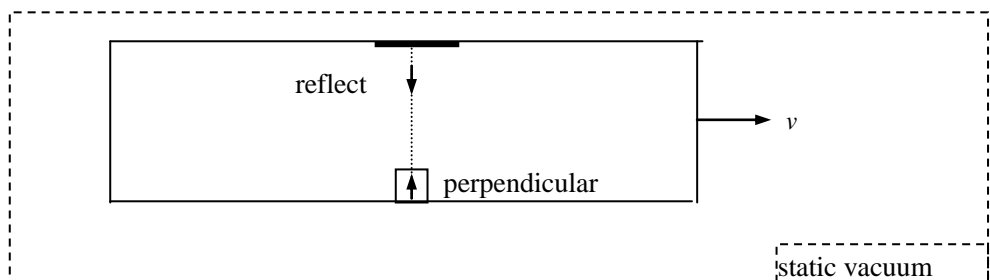 reflect
v
perpendicular
static vacuum